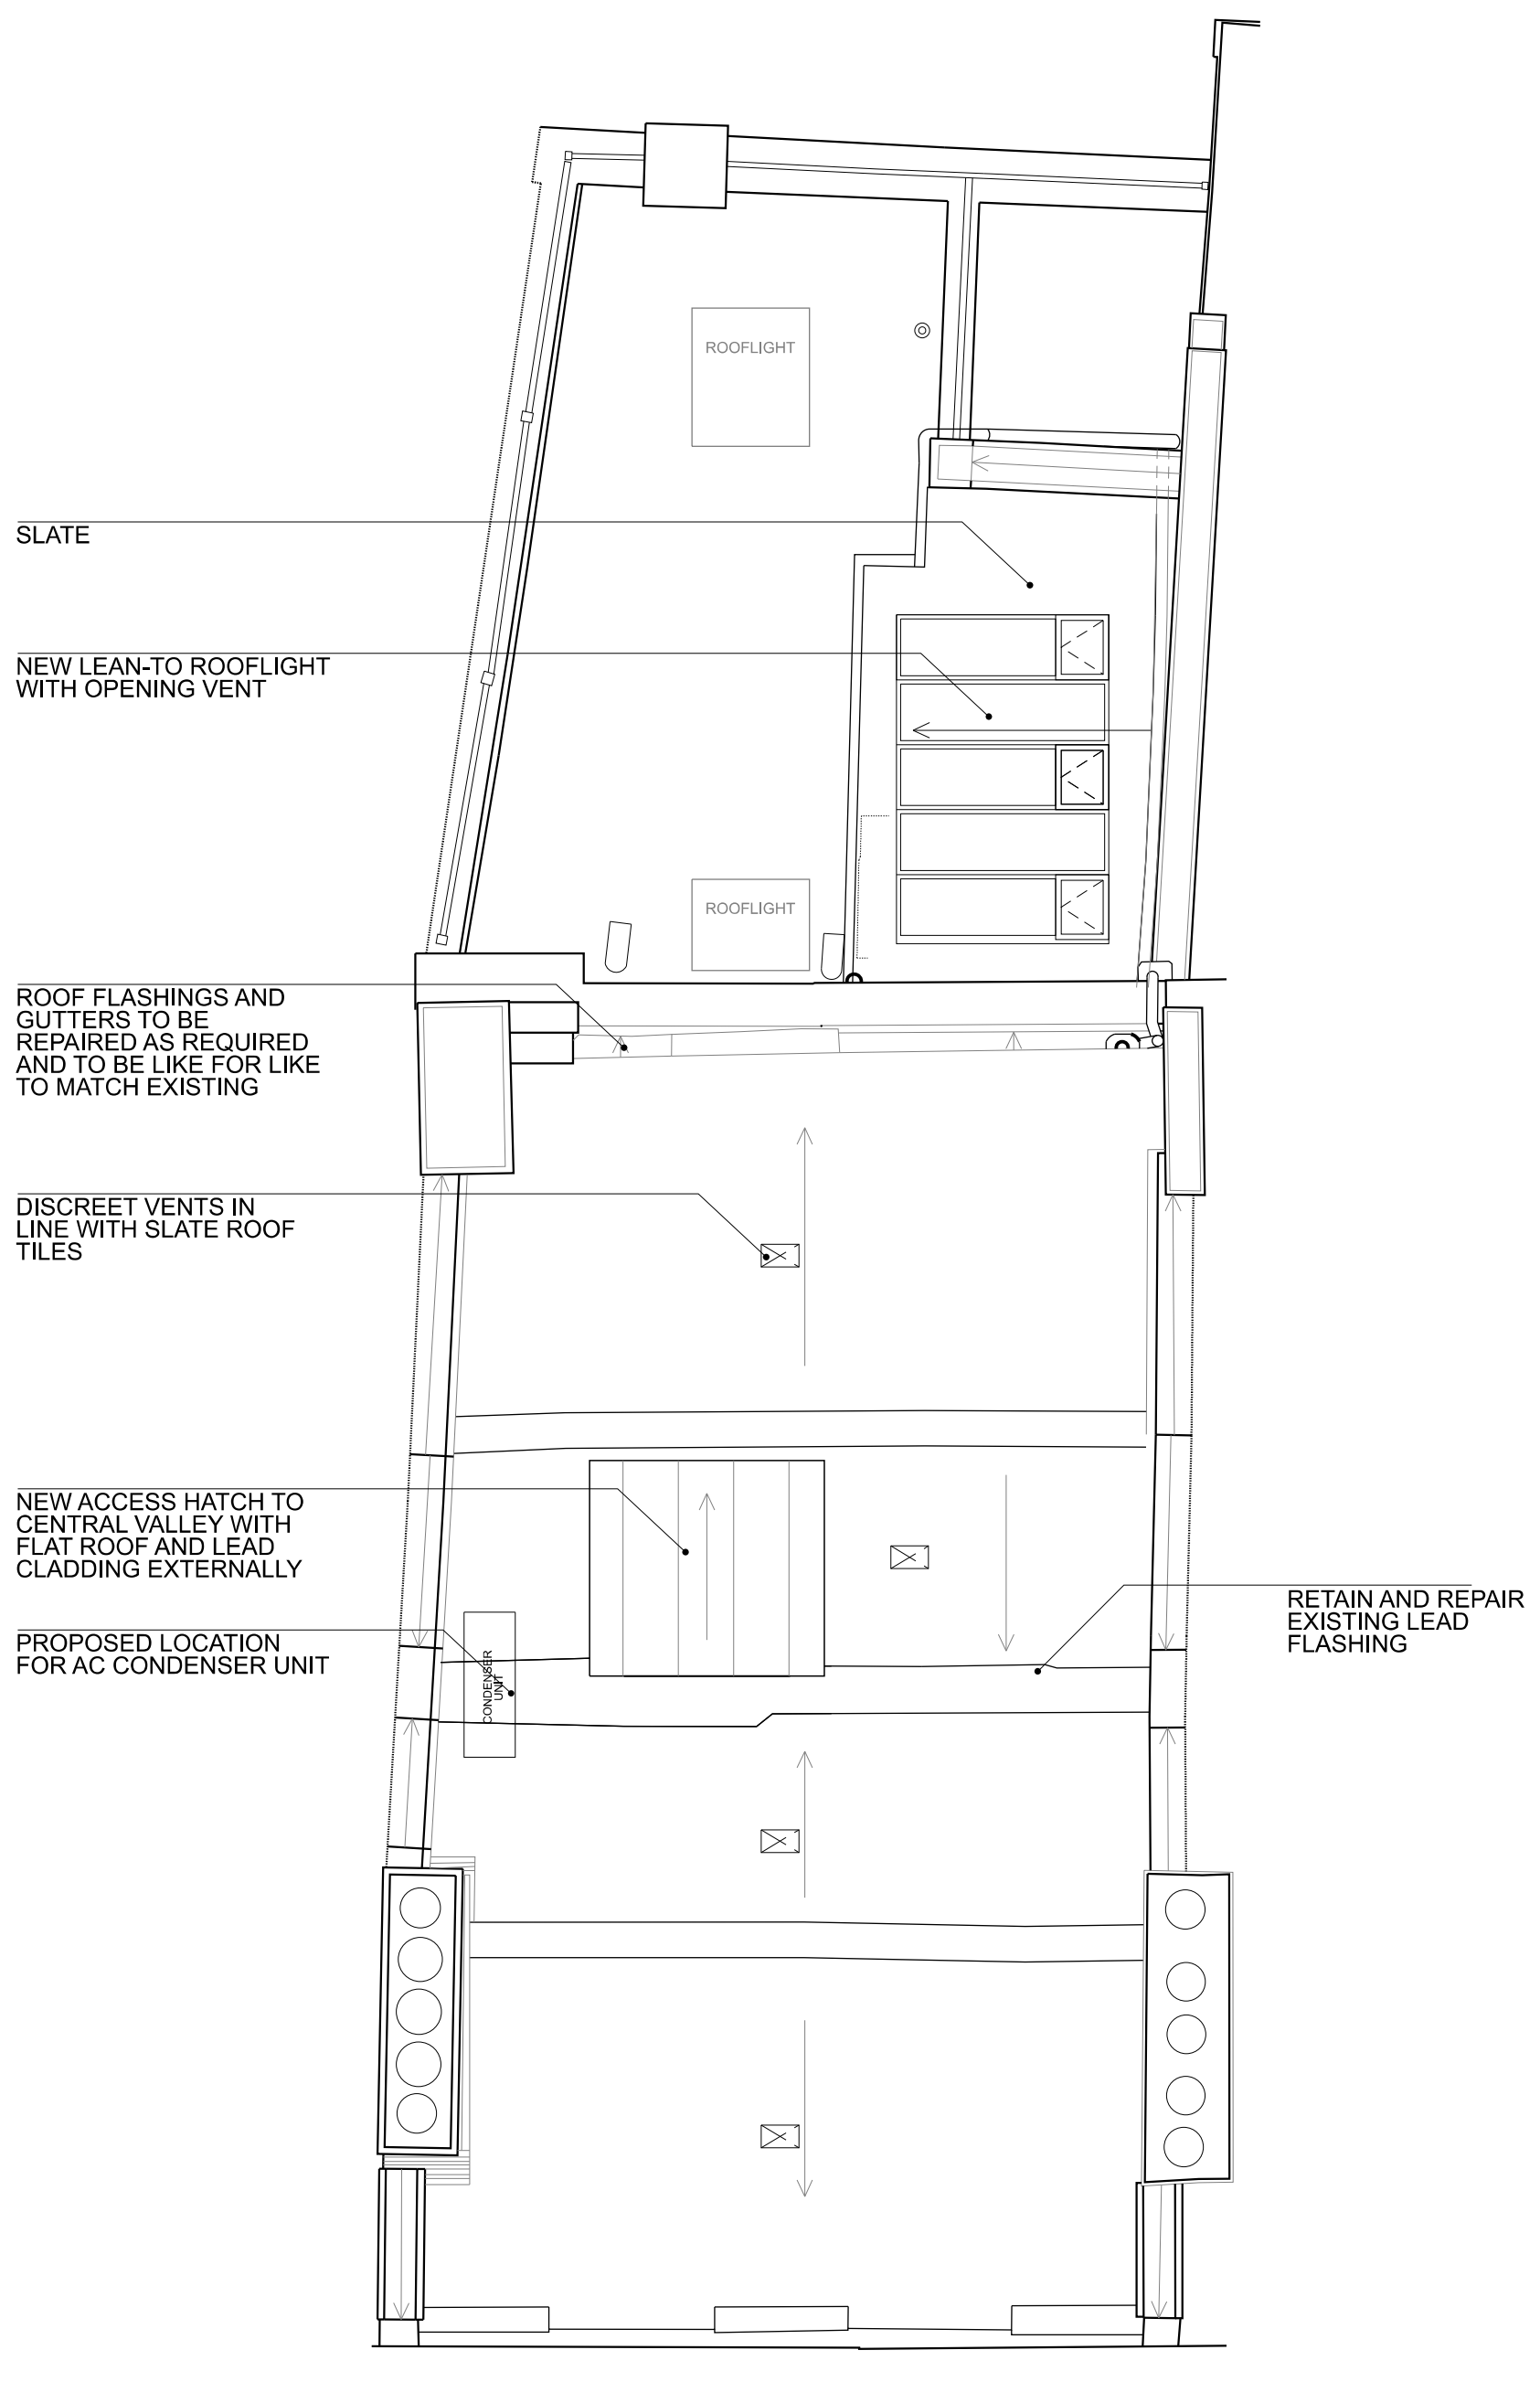 ROOFLIGHT
SLATE
NEW LEAN-TO ROOFLIGHT
WITH OPENING VENT
ROOFLIGHT
ROOF FLASHINGS AND
GUTTERS TO BE
REPAIRED AS REQUIRED
AND TO BE LIKE FOR LIKE
TO MATCH EXISTING
DISCREET VENTS IN
LINE WITH SLATE ROOF
TILES
NEW ACCESS HATCH TO
CENTRAL VALLEY WITH
FLAT ROOF AND LEAD
CLADDING EXTERNALLY
RETAIN AND REPAIR
EXISTING LEAD
FLASHING
PROPOSED LOCATION
FOR AC CONDENSER UNIT
CONDENSER
UNIT